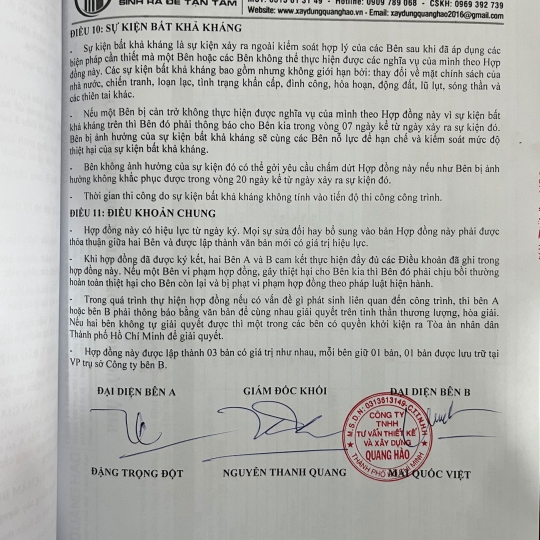 BÌNH HÀ ĐỂ TẬN TÂM
Website: www.xaydungquanghao.vn - Email: xaydungquanghao2016@gmail.com
ĐIỀU 10: SỰ KIỆN BẤT KHẢ KHÁNG
- Sự kiện bất khả kháng là sự kiện xảy ra ngoài kiểm soát hợp lý của các Bên sau khi đã áp dụng các
biện pháp cần thiết mà một Bên hoặc các Bên không thể thực hiện được các nghĩa vụ của mình theo Hợp
đồng này. Các sự kiện bất khả kháng bao gồm nhưng không giới hạn bởi: thay đổi về mặt chính sách của
nhà nước, chiến tranh, loạn lạc, tình trạng khẩn cấp, đình công, hỏa hoạn, động đất, lũ lụt, sóng thần và
các thiên tai khác.
- Nếu một Bên bị cản trở không thực hiện được nghĩa vụ của mình theo Hợp đồng này vì sự kiện bất
khả kháng trên thì Bên đó phải thông báo cho Bên kia trong vòng 07 ngày kể từ ngày xảy ra sự kiện đó.
Bên bị ảnh hưởng của sự kiện bất khả kháng sẽ cùng các Bên nỗ lực để hạn chế và kiểm soát mức độ
thiệt hại của sự kiện bất khả kháng.
- Bên không ảnh hưởng của sự kiện đó có thể gởi yêu cầu chấm dứt Hợp đồng này nếu như Bên bị ảnh
hưởng không khắc phục được trong vòng 20 ngày kể từ ngày xảy ra sự kiện đó.
- Thời gian thi công do sự kiện bất khả kháng không tính vào tiến độ thi công công trình.
ĐIỀU 11: ĐIỀU KHOẢN CHUNG
- Hợp đồng này có hiệu lực từ ngày ký. Mọi sự sửa đổi hay bổ sung vào bản Hợp đồng này phải được
thỏa thuận giữa hai Bên và được lập thành văn bản mới có giá trị hiệu lực.
- Khi hợp đồng đã được ký kết, hai Bên A và B cam kết thực hiện đầy đủ các Điều khoản đã ghi trong
hợp đồng này. Nếu một Bên vi phạm hợp đồng, gây thiệt hại cho Bên kia thì Bên đó phải chịu bồi thường
hoàn toàn thiệt hại cho Bên còn lại và bị phạt vi phạm hợp đồng theo pháp luật hiện hành.
- Trong quá trình thự hiện hợp đồng nếu có vấn đề gì phát sinh liên quan đến công trình, thì bên A
hoặc bên B phải thông báo bằng văn bản để cùng nhau giải quyết trên tinh thần thương lượng, hòa giải.
Nếu hai bên không tự giải quyết được thì một trong các bên có quyền khởi kiện ra Tòa án nhân dân
Thành phố Hồ Chí Minh để giải quyết.
- Hợp đồng này được lập thành 03 bản có giá trị như nhau, mỗi bên giữ 01 bản, 01 bản được lưu trữ tại
VP trụ sở Công ty bên B.
ĐẠI DIỆN BÊN A GIÁM ĐỐC KHỐI ĐẠI DIỆN BÊN B
M.S.D.N: 0313513149-C.T.T.N.H.H
CÔNG TY
TNHH
TƯ VẤN THIẾT KẾ
VÀ XÂY DỰNG
QUANG HÀO
THÀNH PHỐ HỒ CHÍ MINH
ĐẶNG TRỌNG ĐỘT NGUYỄN THANH QUANG MAI QUỐC VIỆT